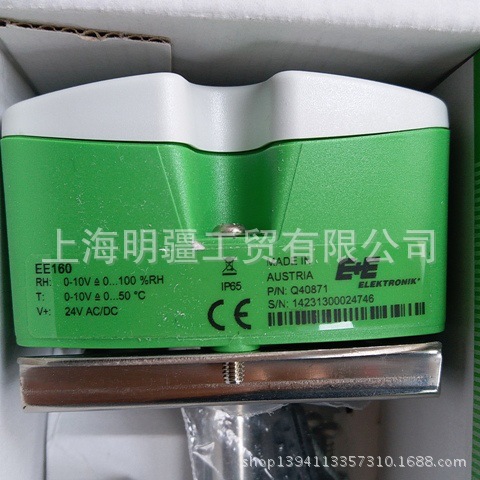 上海明疆工贸有限公司
EE160
RH: 0-10V ≙ 0...100 %RH
T: 0-10V ≙ 0...50 °C
V+: 24V AC/DC
CE
IP65
MADE IN
AUSTRIA
P/N: Q40871
S/N: 14231300024746
E+E
ELEKTRONIK®
shop1394113357310.1688.com